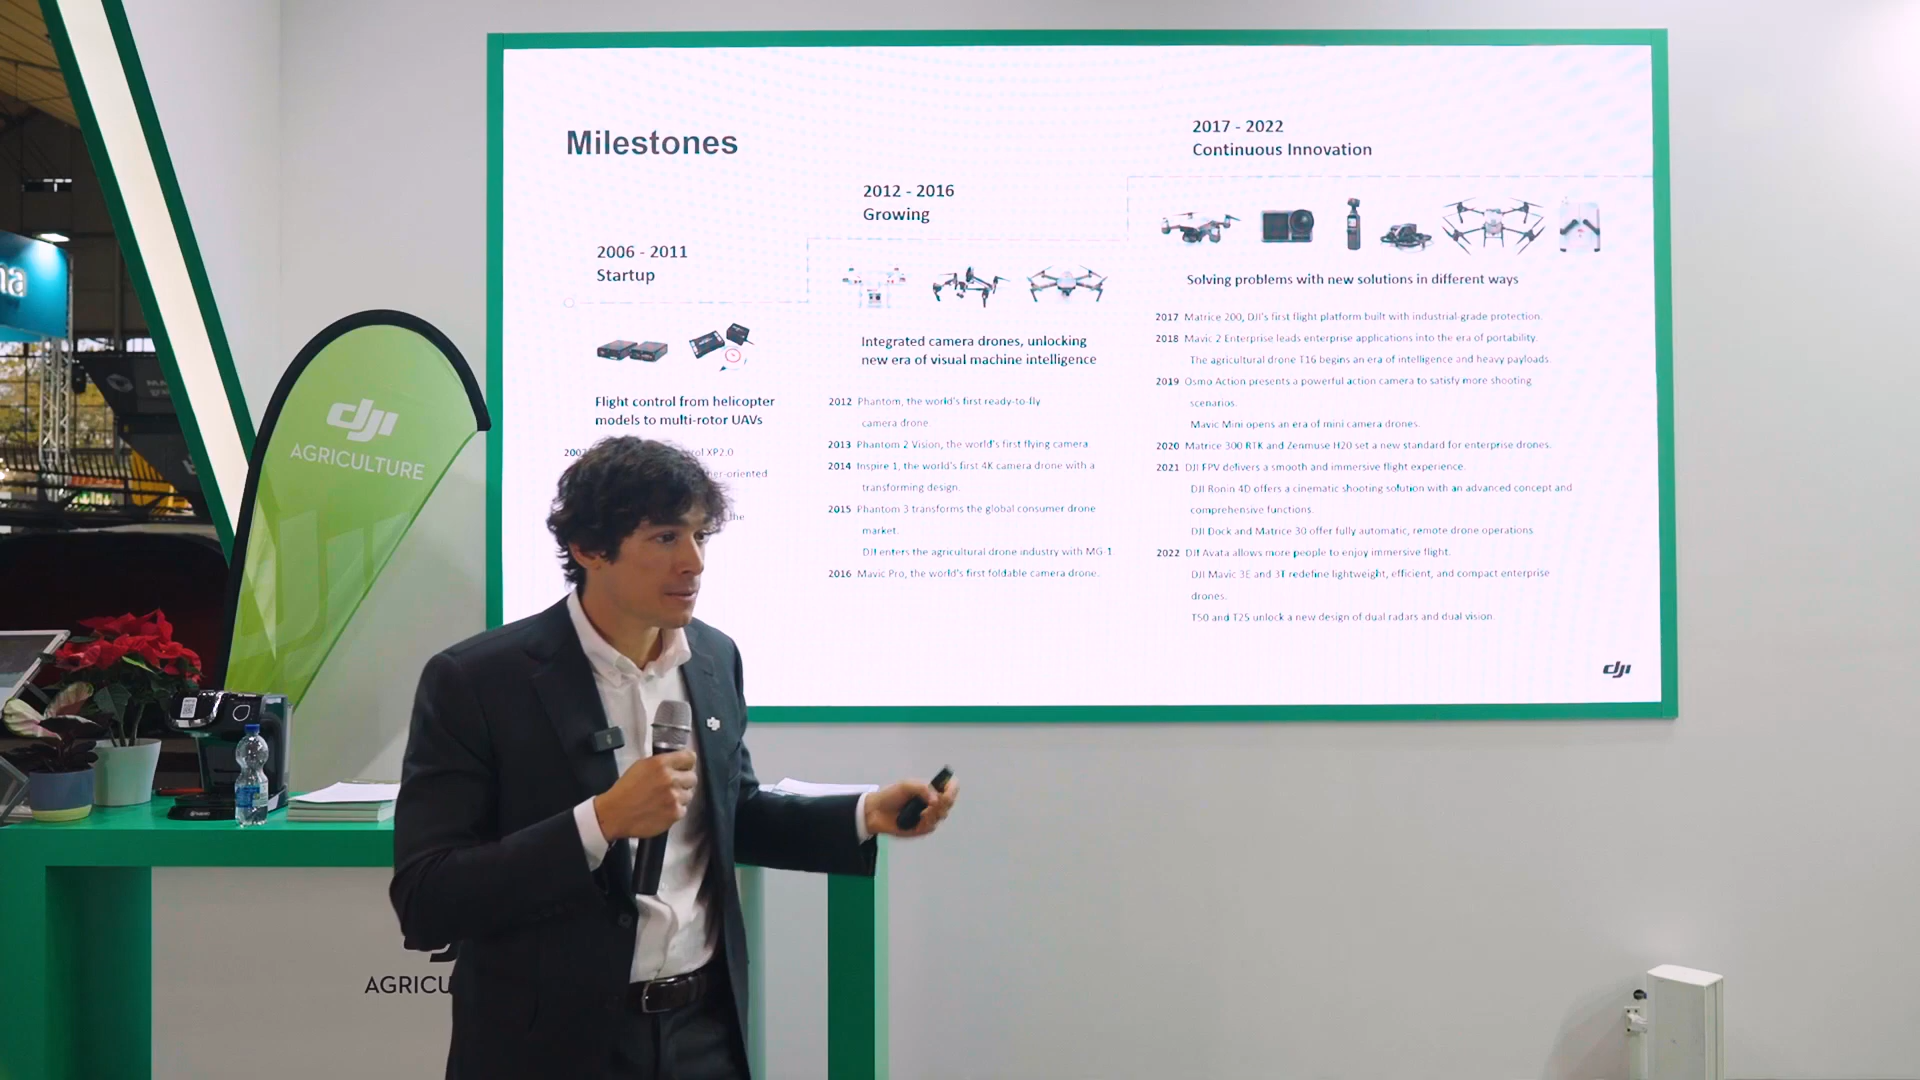 Milestones
2006 - 2011
Startup
Flight control from helicopter
models to multi-rotor UAVs
2007
XP2.0
the
2012 - 2016
Growing
Integrated camera drones, unlocking
new era of visual machine intelligence
2012 Phantom, the world's first ready-to-fly
camera drone
2013 Phantom 2 Vision, the world's first flying camera
2014 Inspire 1, the world's first 4K camera drone with a
transforming design.
2015 Phantom 3 transforms the global consumer drone
market.
DJI enters the agricultural drone industry with MG-1
2016 Mavic Pro, the world's first foldable camera drone.
2017 - 2022
Continuous Innovation
Solving problems with new solutions in different ways
2017 Matrice 200, DJI's first flight platform built with industrial-grade protection.
2018 Mavic 2 Enterprise leads enterprise applications into the era of portability.
The agricultural drone T16 begins an era of intelligence and heavy payloads.
2019 Osmo Action presents a powerful action camera to satisfy more shooting
scenarios.
Mavic Mini opens an era of mini camera drones.
2020 Matrice 300 RTK and Zenmuse H20 set a new standard for enterprise drones.
2021 DJI FPV delivers a smooth and immersive flight experience.
DJI Ronin 4D offers a cinematic shooting solution with an advanced concept and
comprehensive functions.
DJI Dock and Matrice 30 offer fully automatic, remote drone operations
2022 DJI Avata allows more people to enjoy immersive flight.
DJI Mavic 3E and 3T redefine lightweight, efficient, and compact enterprise
drones.
T50 and T25 unlock a new design of dual radars and dual vision.
dji
dji
AGRICULTURE
AGRICU